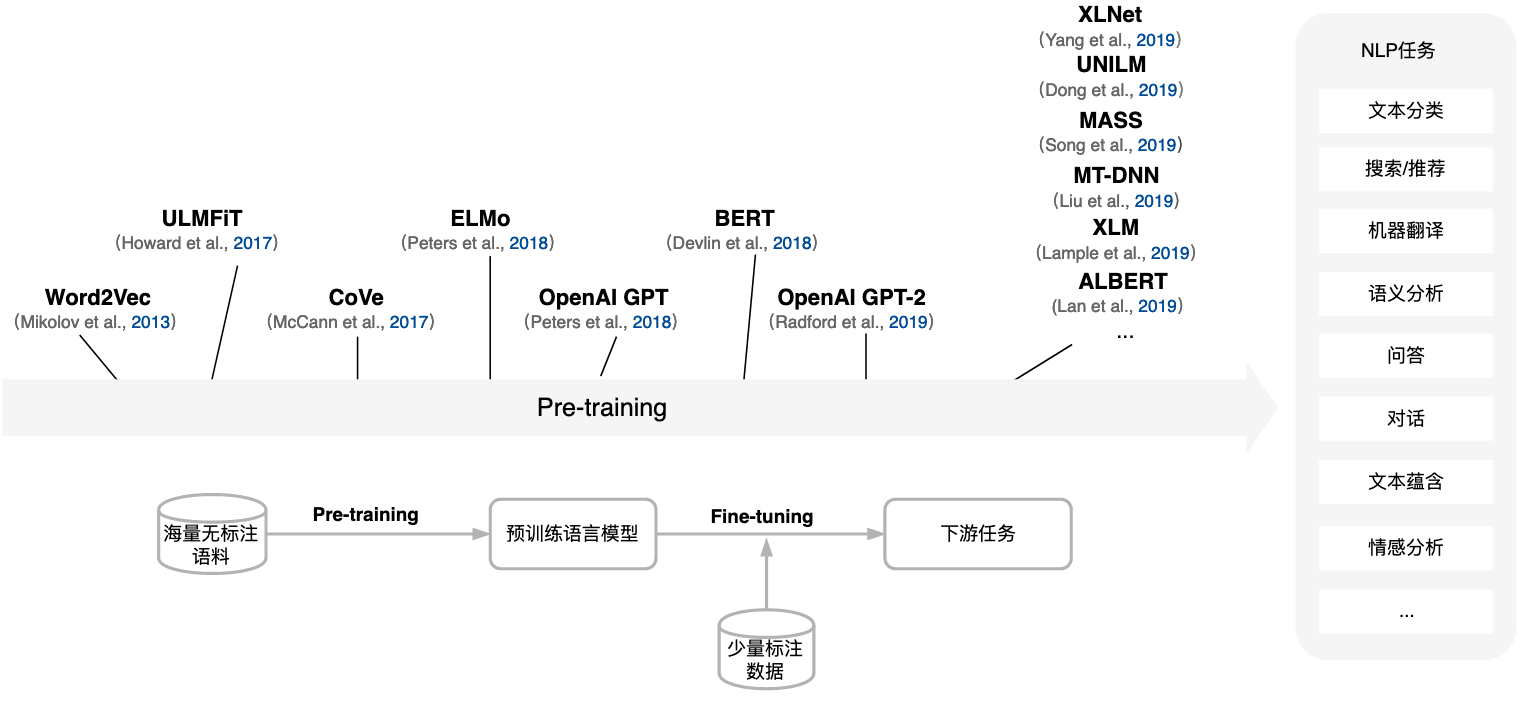 XLNet
(Yang et al., 2019)
UNILM
(Dong et al., 2019)
MASS
(Song et al., 2019)
MT-DNN
(Liu et al., 2019)
XLM
(Lample et al., 2019)
ALBERT
(Lan et al., 2019)
...
ULMFiT
(Howard et al., 2017)
ELMo
(Peters et al., 2018)
BERT
(Devlin et al., 2018)
Word2Vec
(Mikolov et al., 2013)
CoVe
(McCann et al., 2017)
OpenAI GPT
(Peters et al., 2018)
OpenAI GPT-2
(Radford et al., 2019)
Pre-training
海量无标注
语料
Pre-training
预训练语言模型
Fine-tuning
下游任务
少量标注
数据
NLP任务
文本分类
搜索/推荐
机器翻译
语义分析
问答
对话
文本蕴含
情感分析
...